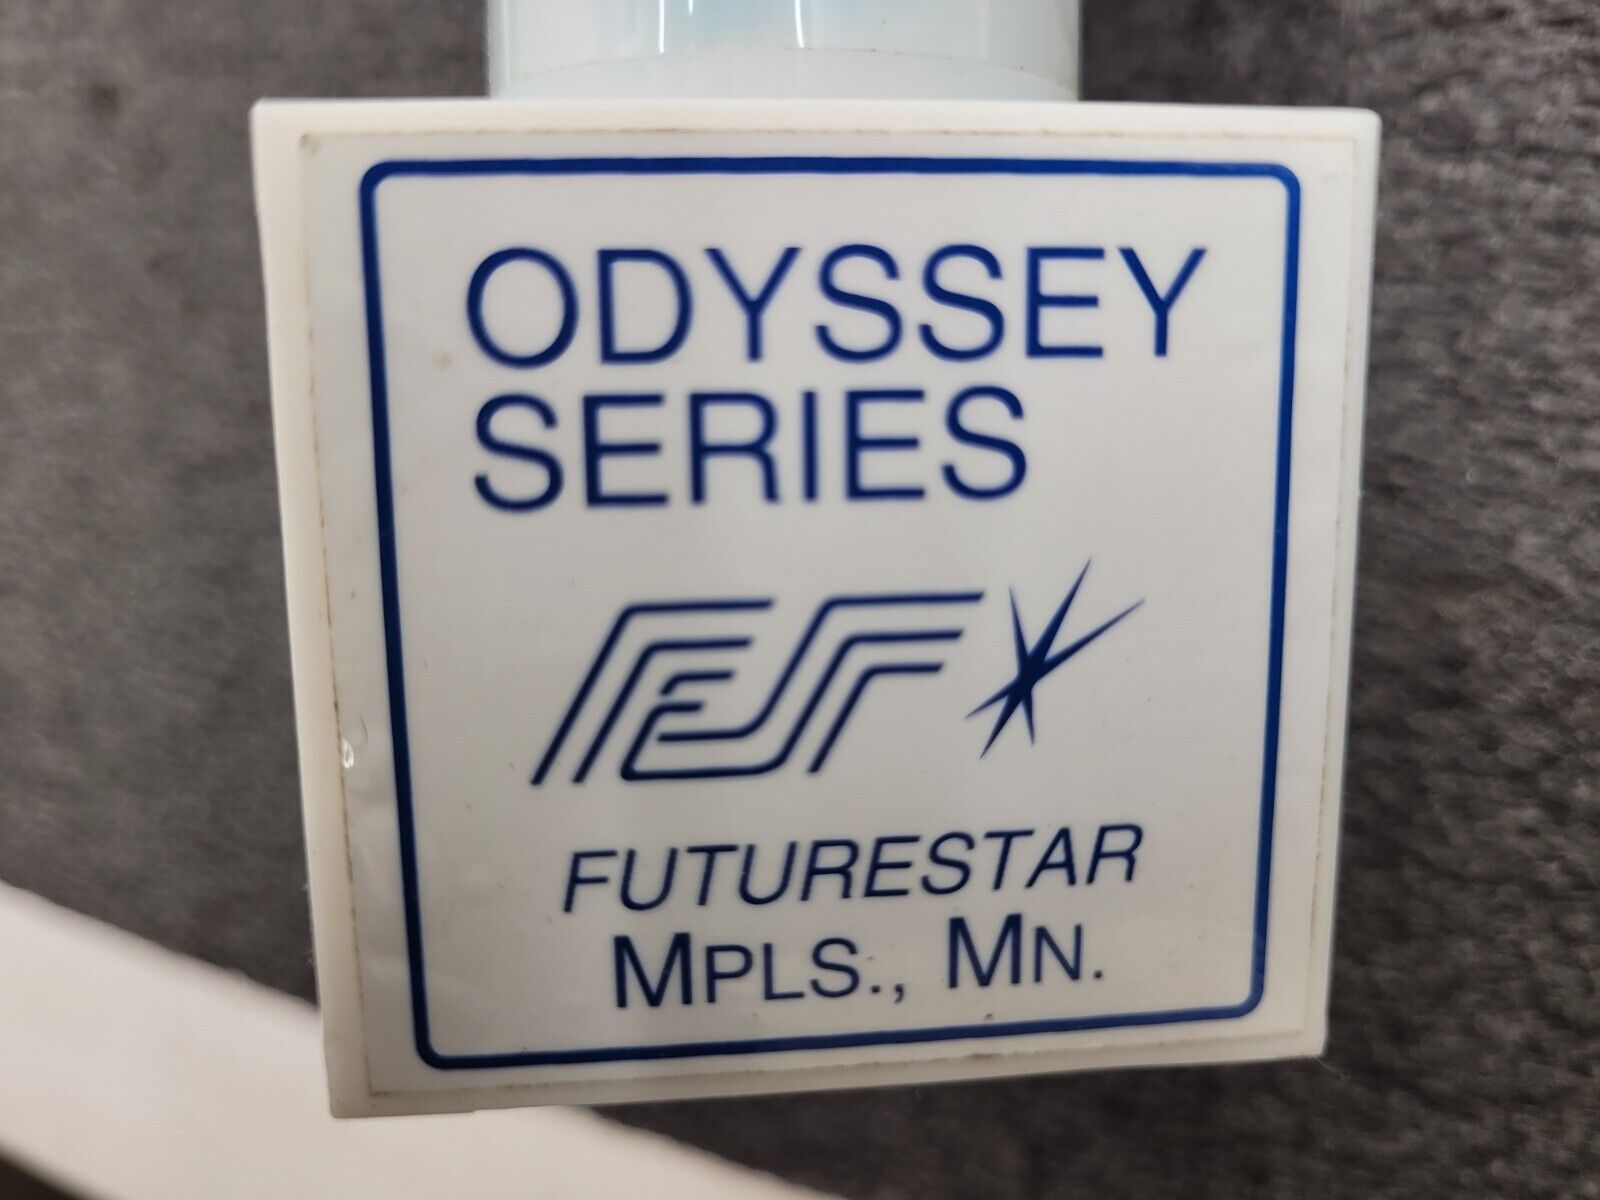 ODYSSEY
SERIES
FUTURESTAR
MPLS., MN.